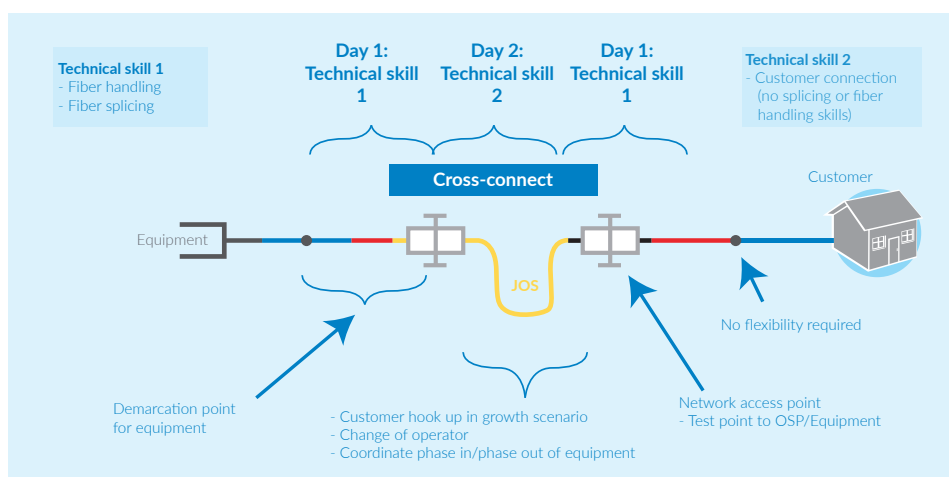 Technical skill 1
- Fiber handling
- Fiber splicing
Day 1:
Technical skill
1
Day 2:
Technical skill
2
Day 1:
Technical skill
1
Technical skill 2
- Customer connection
(no splicing or fiber
handling skills)
Cross-connect
Customer
Equipment
JOS
No flexibility required
Demarcation point
for equipment
- Customer hook up in growth scenario
- Change of operator
- Coordinate phase in/phase out of equipment
Network access point
- Test point to OSP/Equipment